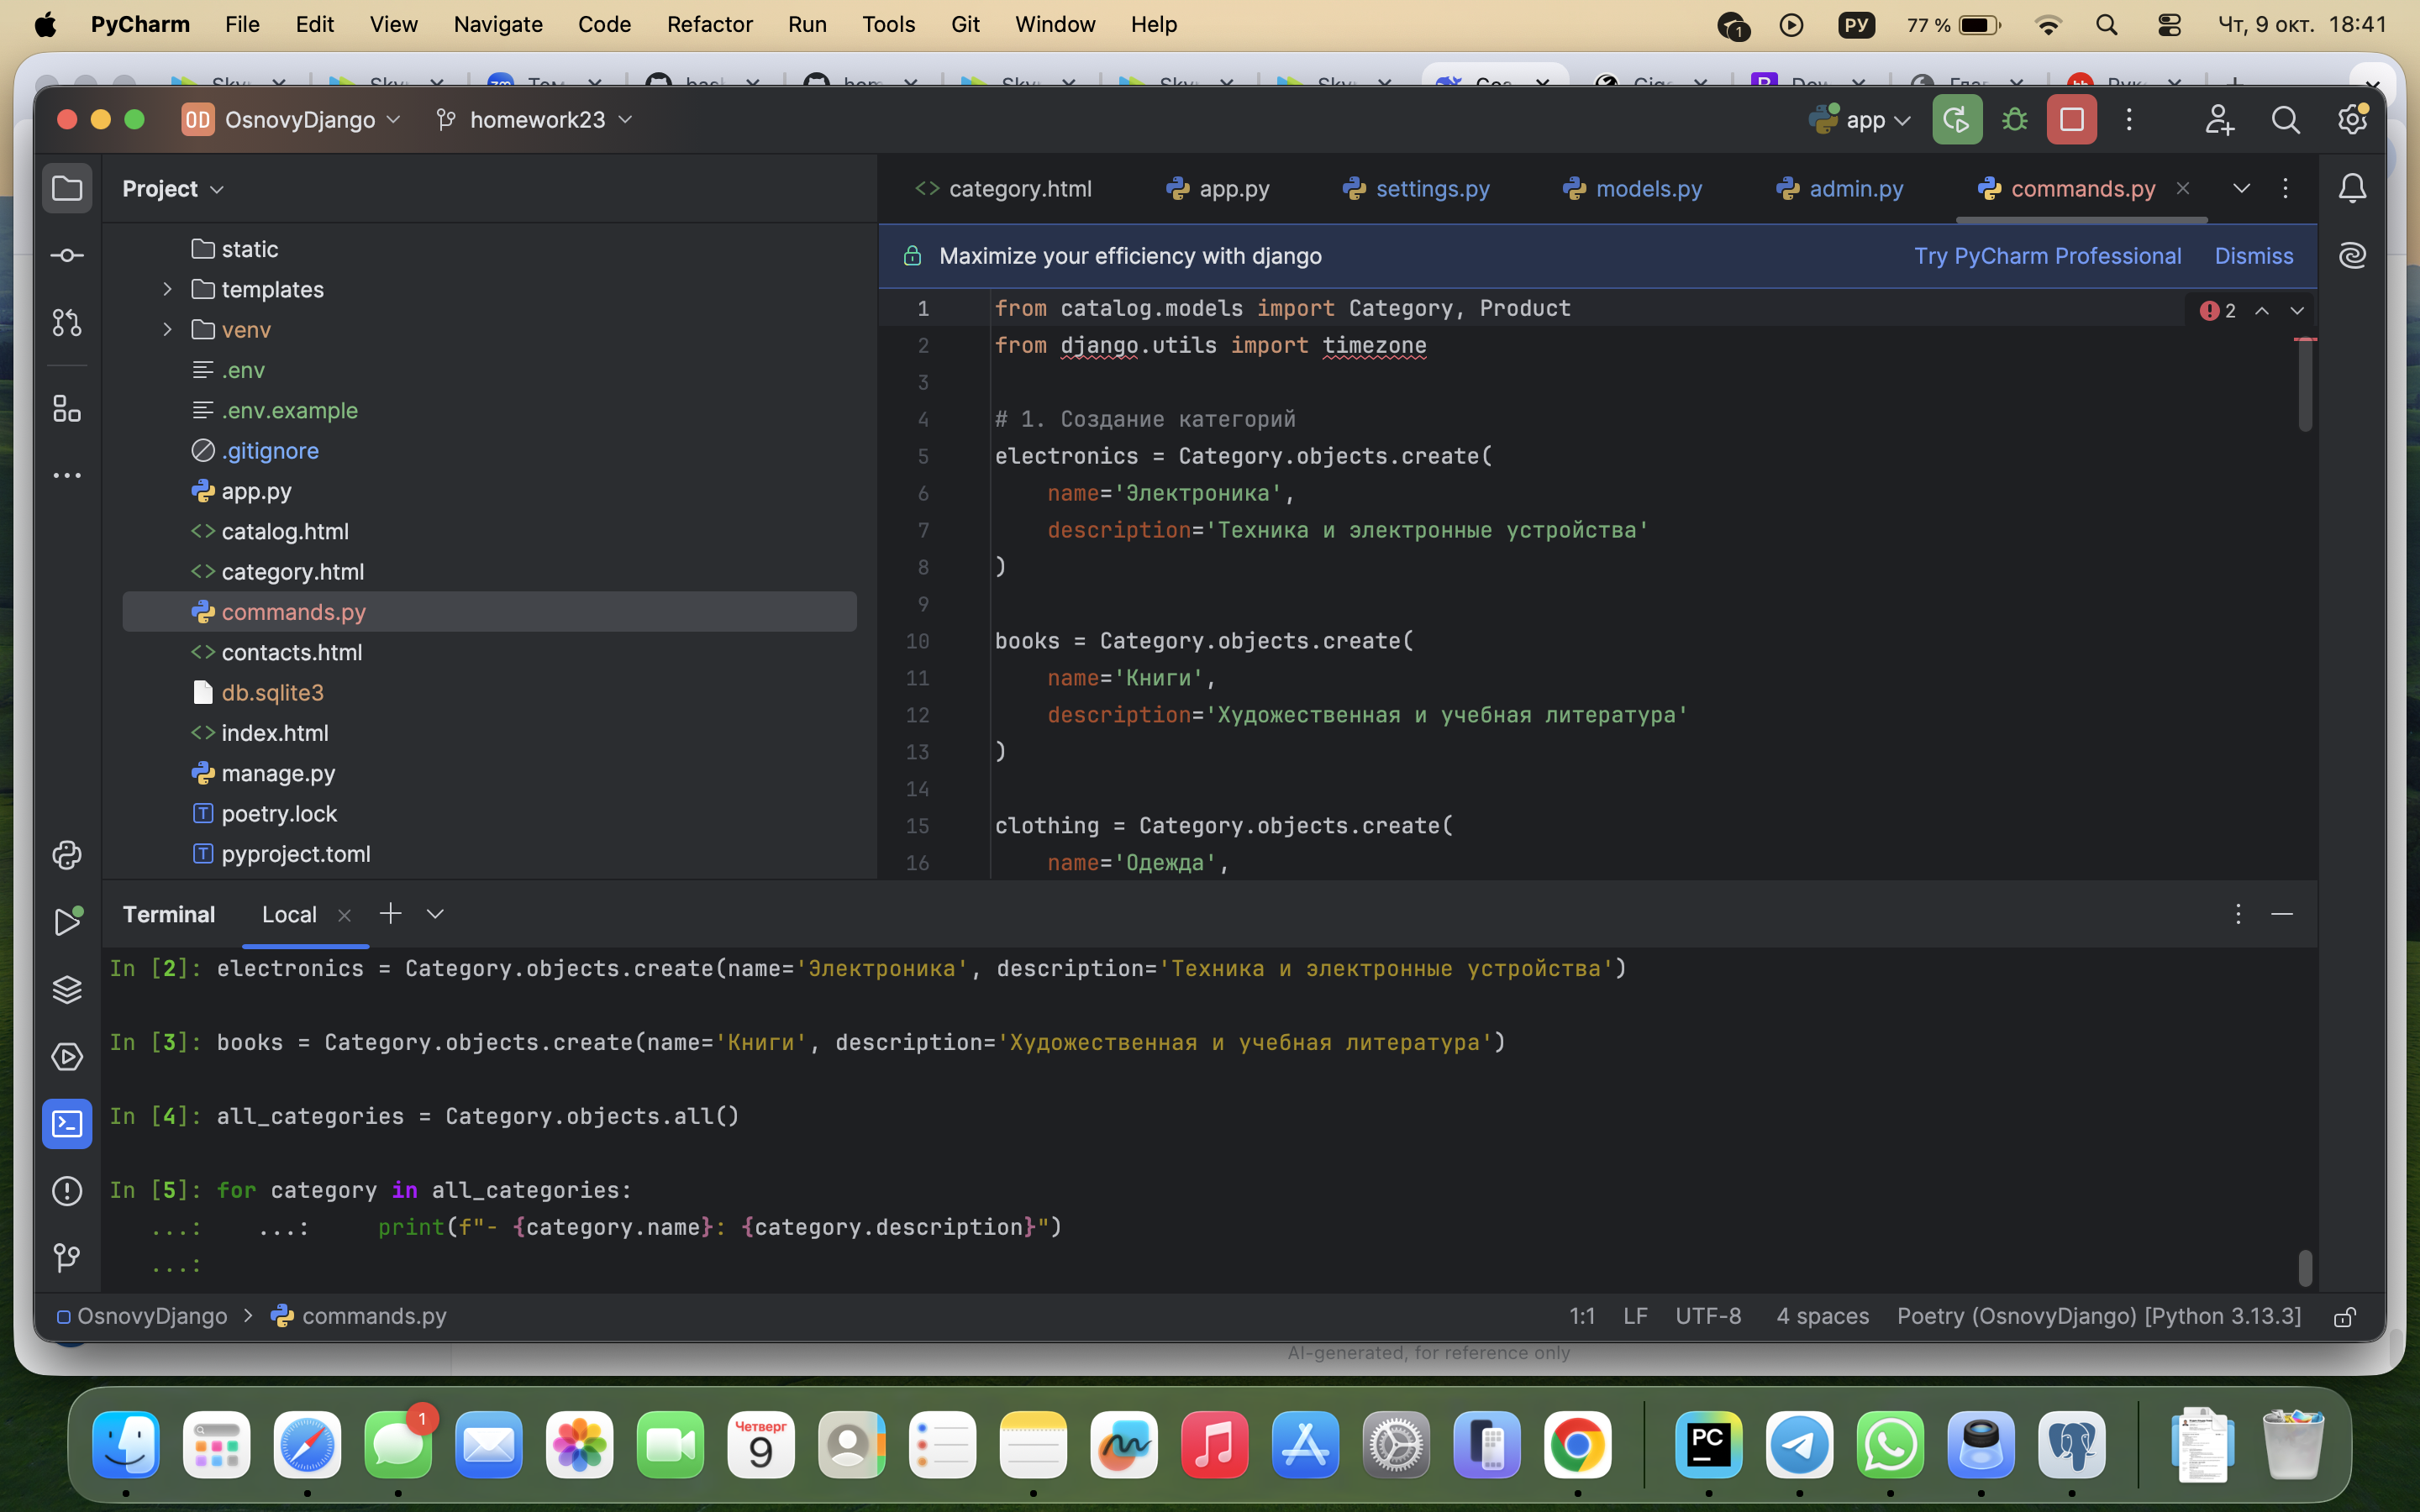 PyCharm File Edit View Navigate Code Refactor Run Tools Git Window Help 1 РУ 77 % Чт, 9 окт. 18:41
OD OsnovyDjango homework23 app
Project
static
templates
venv
.env
.env.example
.gitignore
app.py
catalog.html
category.html
commands.py
contacts.html
db.sqlite3
index.html
manage.py
poetry.lock
pyproject.toml
category.html app.py settings.py models.py admin.py commands.py
Maximize your efficiency with django Try PyCharm Professional Dismiss
2
1 from catalog.models import Category, Product
2 from django.utils import timezone
3
4 # 1. Создание категорий
5 electronics = Category.objects.create(
6 name='Электроника',
7 description='Техника и электронные устройства'
8 )
9
10 books = Category.objects.create(
11 name='Книги',
12 description='Художественная и учебная литература'
13 )
14
15 clothing = Category.objects.create(
16 name='Одежда',
Terminal Local
In [2]: electronics = Category.objects.create(name='Электроника', description='Техника и электронные устройства')
In [3]: books = Category.objects.create(name='Книги', description='Художественная и учебная литература')
In [4]: all_categories = Category.objects.all()
In [5]: for category in all_categories:
...: ...: print(f"- {category.name}: {category.description}")
...:
OsnovyDjango > commands.py 1:1 LF UTF-8 4 spaces Poetry (OsnovyDjango) [Python 3.13.3]
AI-generated, for reference only
1
Четверг
9
PC